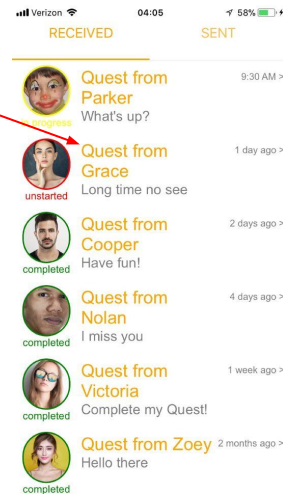 Verizon 04:05 58%
RECEIVED SENT
Quest from 9:30 AM >
Parker
What's up?
in progress
Quest from 1 day ago >
Grace
Long time no see
unstarted
Quest from 2 days ago >
Cooper
Have fun!
completed
Quest from 4 days ago >
Nolan
I miss you
completed
Quest from 1 week ago >
Victoria
Complete my Quest!
completed
Quest from Zoey 2 months ago >
Hello there
completed